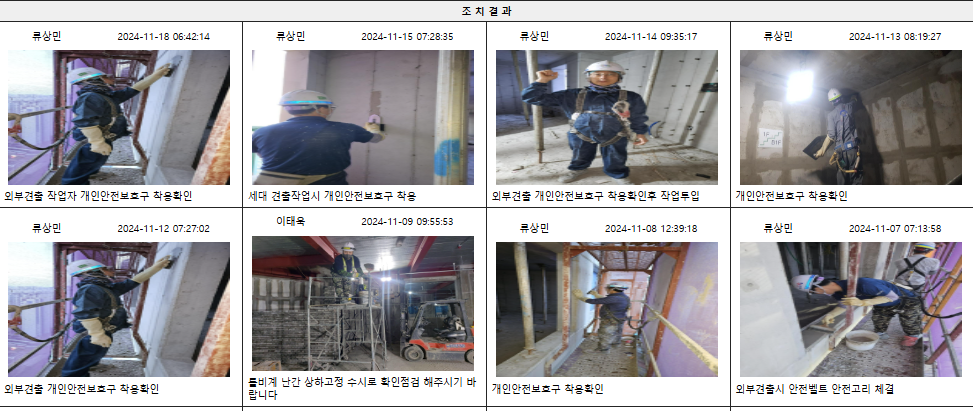 조 치 결 과
류상민 2024-11-18 06:42:14
류상민 2024-11-15 07:28:35
류상민 2024-11-14 09:35:17
류상민 2024-11-13 08:19:27
외부견출 작업자 개인안전보호구 착용확인
세대 견출작업시 개인안전보호구 착용
외부견출 개인안전보호구 착용확인후 작업투입
개인안전보호구 착용확인
류상민 2024-11-12 07:27:02
이태욱 2024-11-09 09:55:53
류상민 2024-11-08 12:39:18
류상민 2024-11-07 07:13:58
외부견출 개인안전보호구 착용확인
틀비계 난간 상하고정 수시로 확인점검 해주시기 바
랍니다
개인안전보호구 착용확인
외부견출시 안전벨트 안전고리 체결